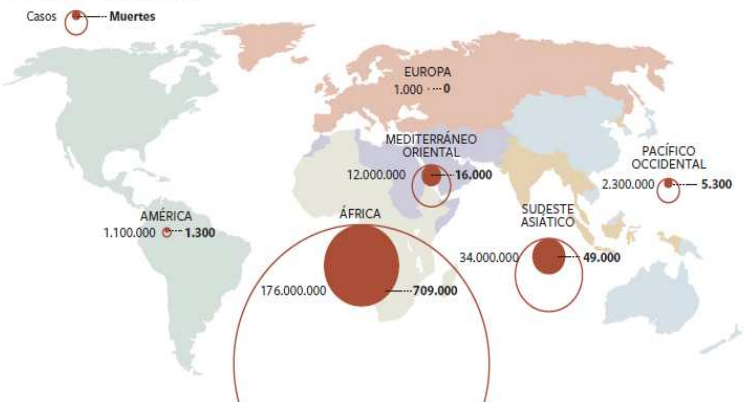 Casos Muertes
EUROPA
1.000 0
MEDITERRÁNEO
ORIENTAL
12.000.000 16.000
PACÍFICO
OCCIDENTAL
2.300.000 5.300
AMÉRICA
1.100.000 1.300
ÁFRICA
176.000.000 709.000
SUDESTE
ASIÁTICO
34.000.000 49.000